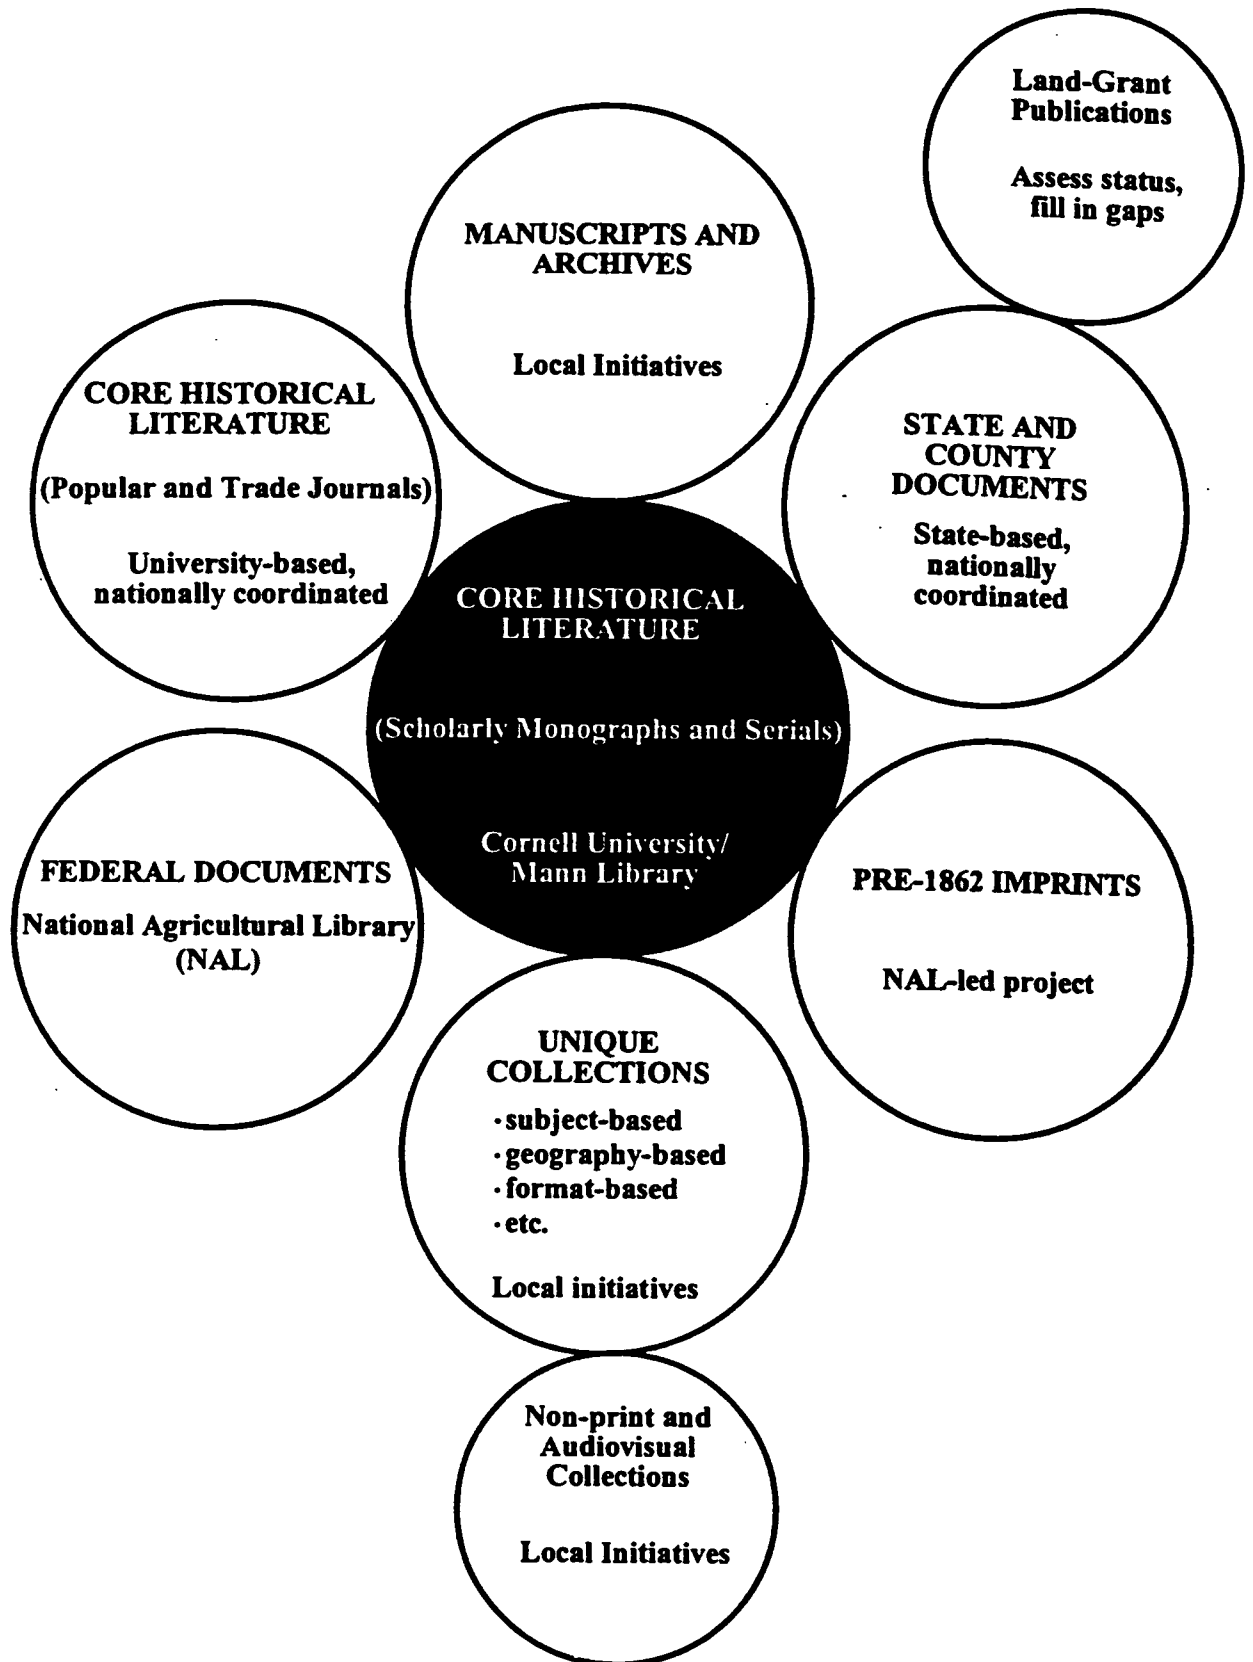 Land-Grant
Publications
Assess status,
fill in gaps
MANUSCRIPTS AND
ARCHIVES
Local Initiatives
CORE HISTORICAL
LITERATURE
(Popular and Trade Journals)
University-based,
nationally coordinated
STATE AND
COUNTY
DOCUMENTS
State-based,
nationally
coordinated
CORE HISTORICAL
LITERATURE
(Scholarly Monographs and Serials)
Cornell University/
Mann Library
FEDERAL DOCUMENTS
National Agricultural Library
(NAL)
PRE-1862 IMPRINTS
NAL-led project
UNIQUE
COLLECTIONS
· subject-based
· geography-based
· format-based
· etc.
Local initiatives
Non-print and
Audiovisual
Collections
Local Initiatives